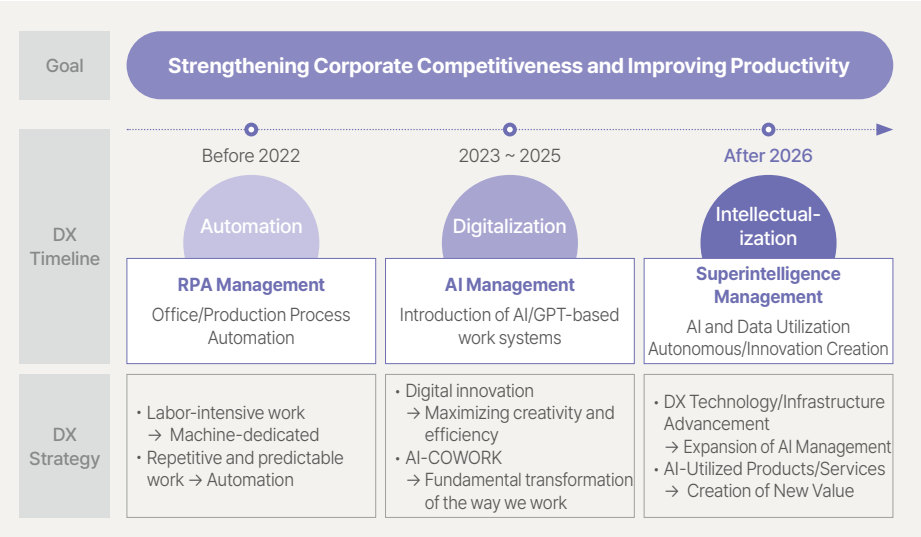 Goal
Strengthening Corporate Competitiveness and Improving Productivity
DX
Timeline
Before 2022
2023 ~ 2025
After 2026
Automation
Digitalization
Intellectual-
ization
RPA Management
Office/Production Process
Automation
AI Management
Introduction of AI/GPT-based
work systems
Superintelligence
Management
AI and Data Utilization
Autonomous/Innovation Creation
DX
Strategy
• Labor-intensive work
→ Machine-dedicated
• Repetitive and predictable
work → Automation
• Digital innovation
→ Maximizing creativity and
efficiency
• AI-COWORK
→ Fundamental transformation
of the way we work
• DX Technology/Infrastructure
Advancement
→ Expansion of AI Management
• AI-Utilized Products/Services
→ Creation of New Value